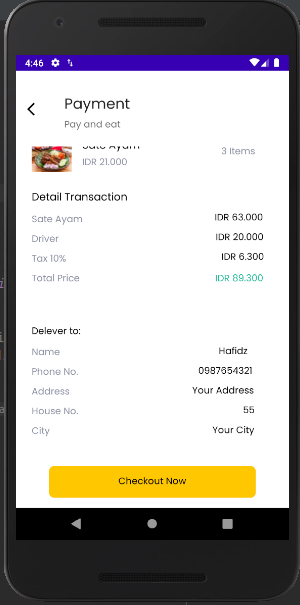 4:46
Payment
Pay and eat
Sate Ayam
IDR 21.000
3 Items
Detail Transaction
Sate Ayam IDR 63.000
Driver IDR 20.000
Tax 10% IDR 6.300
Total Price IDR 89.300
Delever to:
Name Hafidz
Phone No. 0987654321
Address Your Address
House No. 55
City Your City
Checkout Now